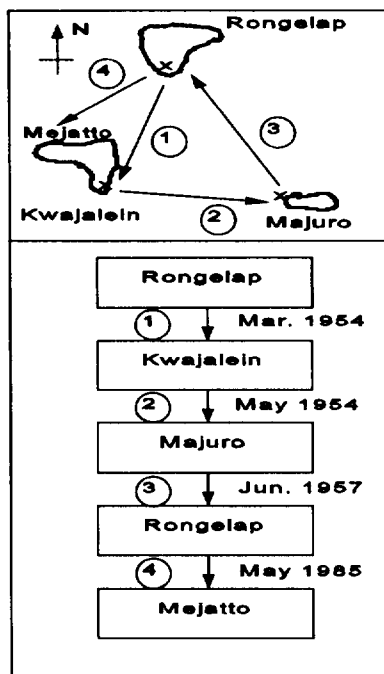 N
Rongelap
4
Mejatto
1
3
Kwajalein
2
Majuro
Rongelap
1 Mar. 1954
Kwajalein
2 May 1954
Majuro
3 Jun. 1957
Rongelap
4 May 1985
Mejatto